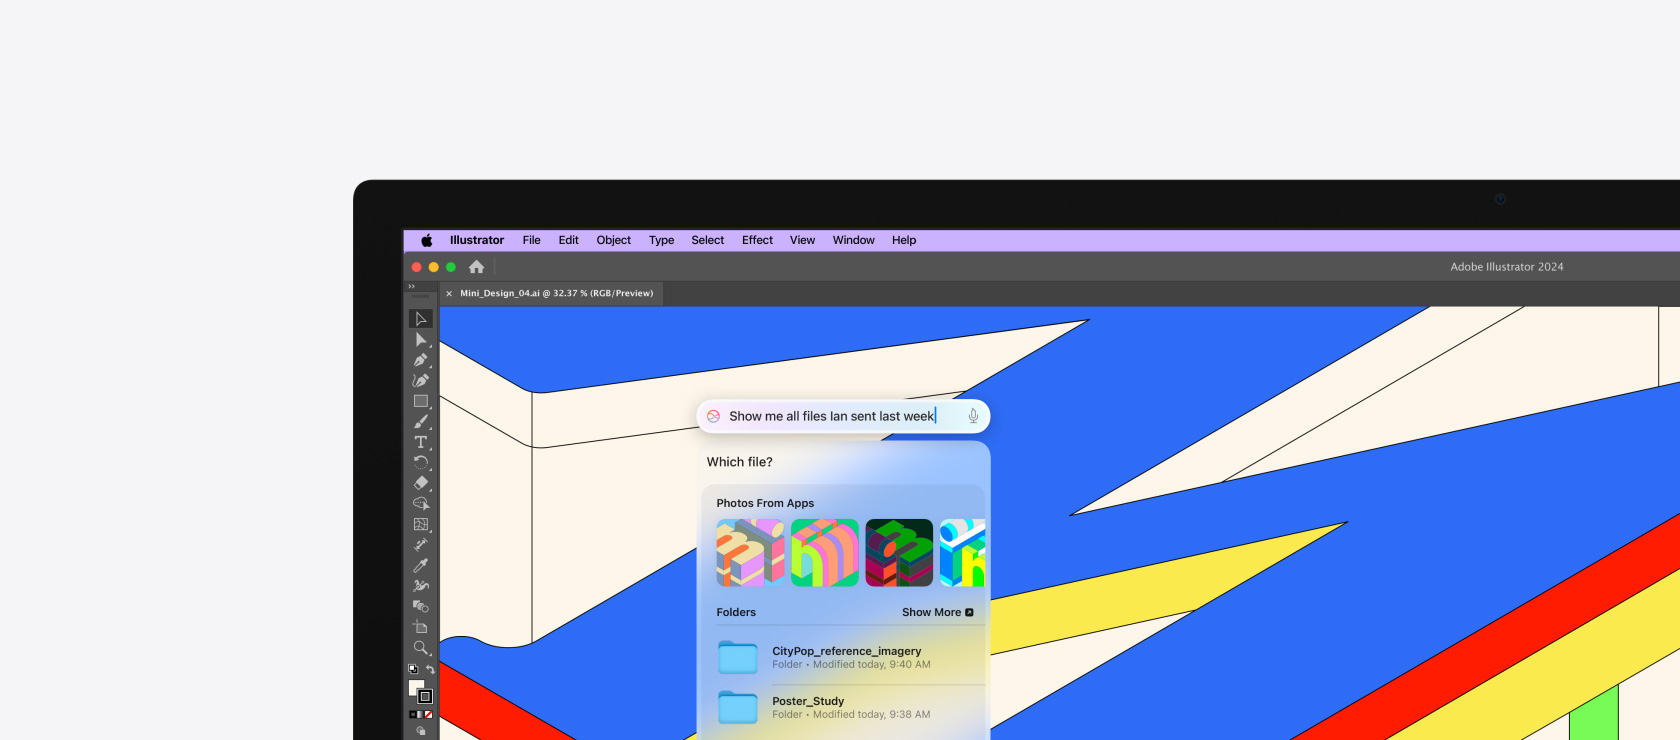 Illustrator File Edit Object Type Select Effect View Window Help
Adobe Illustrator 2024
Mini_Design_04.ai @ 32.37 % (RGB/Preview)
Show me all files Ian sent last week
Which file?
Photos From Apps
Folders Show More
CityPop_reference_imagery
Folder • Modified today, 9:40 AM
Poster_Study
Folder • Modified today, 9:38 AM